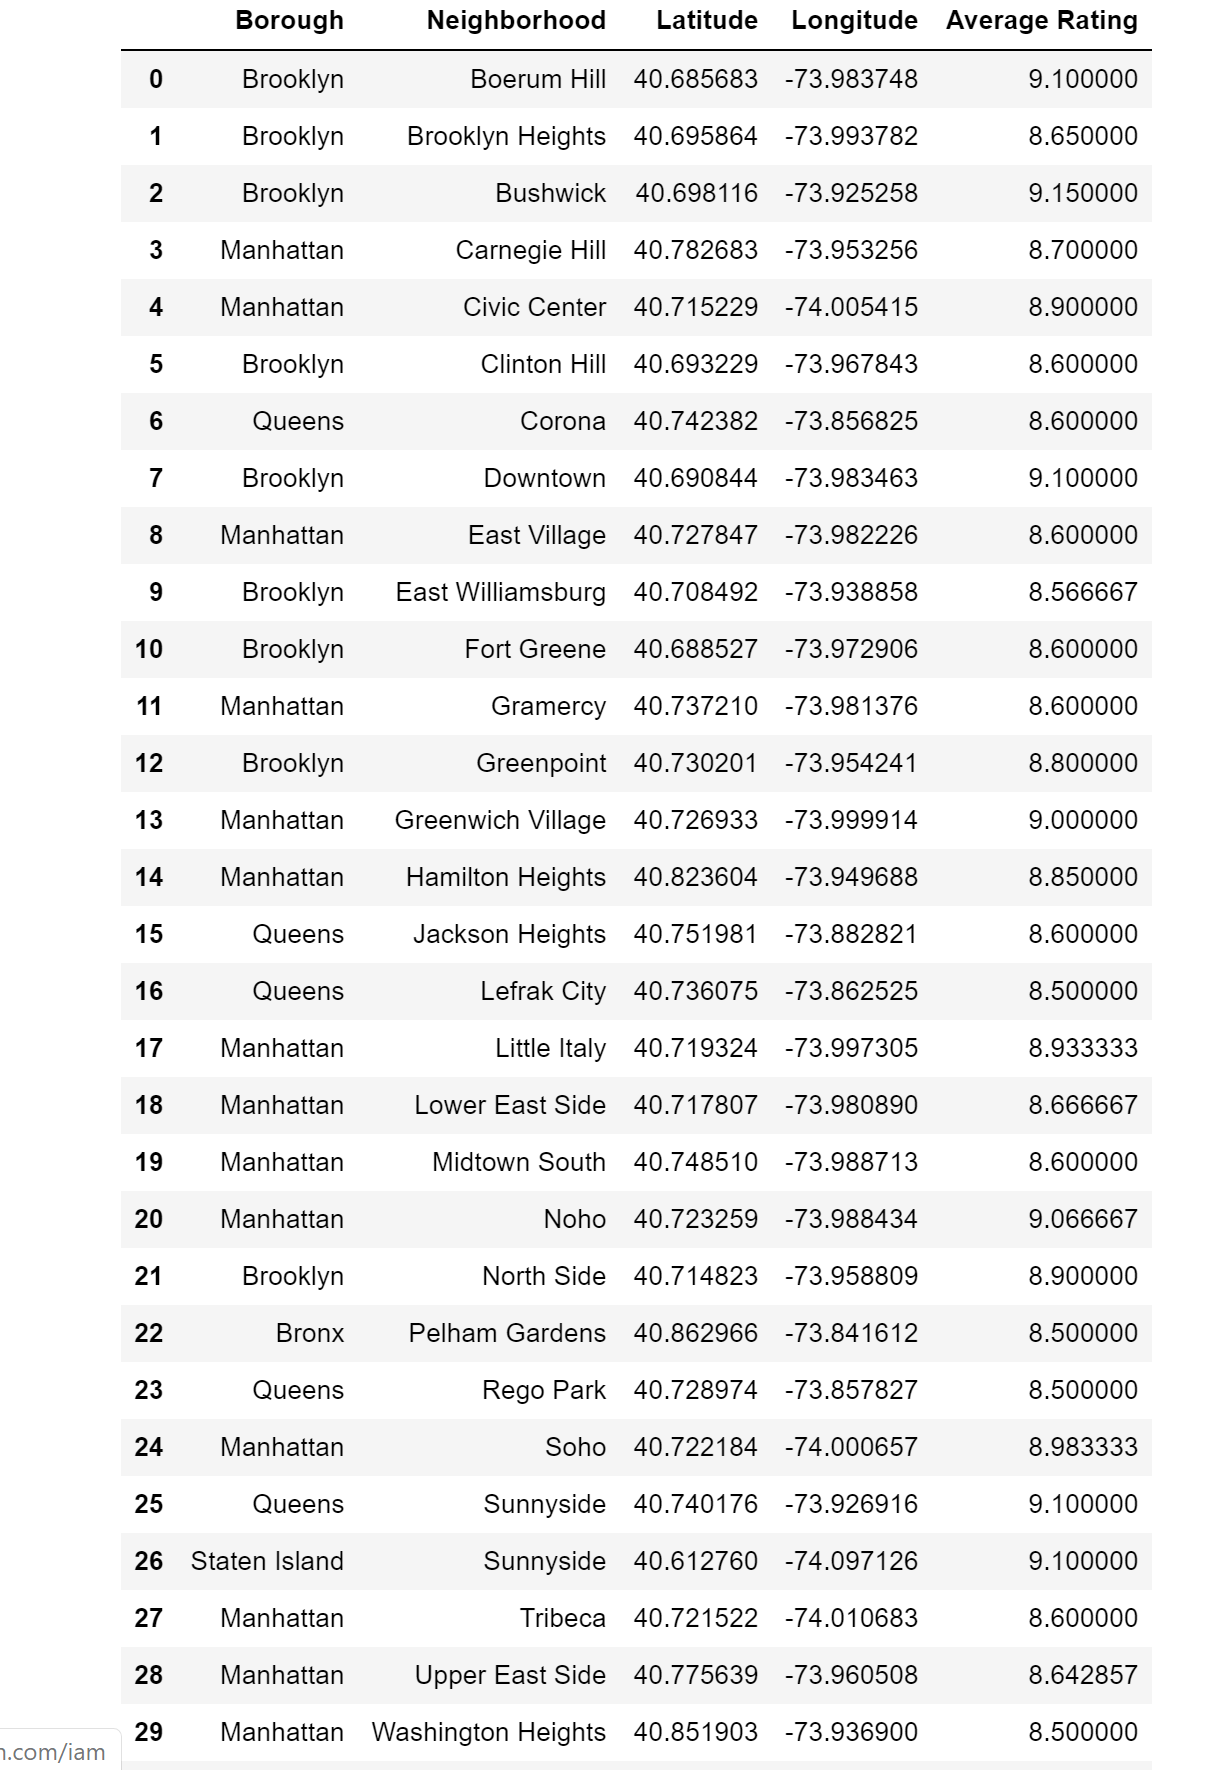 Borough Neighborhood Latitude Longitude Average Rating
0 Brooklyn Boerum Hill 40.685683 -73.983748 9.100000
1 Brooklyn Brooklyn Heights 40.695864 -73.993782 8.650000
2 Brooklyn Bushwick 40.698116 -73.925258 9.150000
3 Manhattan Carnegie Hill 40.782683 -73.953256 8.700000
4 Manhattan Civic Center 40.715229 -74.005415 8.900000
5 Brooklyn Clinton Hill 40.693229 -73.967843 8.600000
6 Queens Corona 40.742382 -73.856825 8.600000
7 Brooklyn Downtown 40.690844 -73.983463 9.100000
8 Manhattan East Village 40.727847 -73.982226 8.600000
9 Brooklyn East Williamsburg 40.708492 -73.938858 8.566667
10 Brooklyn Fort Greene 40.688527 -73.972906 8.600000
11 Manhattan Gramercy 40.737210 -73.981376 8.600000
12 Brooklyn Greenpoint 40.730201 -73.954241 8.800000
13 Manhattan Greenwich Village 40.726933 -73.999914 9.000000
14 Manhattan Hamilton Heights 40.823604 -73.949688 8.850000
15 Queens Jackson Heights 40.751981 -73.882821 8.600000
16 Queens Lefrak City 40.736075 -73.862525 8.500000
17 Manhattan Little Italy 40.719324 -73.997305 8.933333
18 Manhattan Lower East Side 40.717807 -73.980890 8.666667
19 Manhattan Midtown South 40.748510 -73.988713 8.600000
20 Manhattan Noho 40.723259 -73.988434 9.066667
21 Brooklyn North Side 40.714823 -73.958809 8.900000
22 Bronx Pelham Gardens 40.862966 -73.841612 8.500000
23 Queens Rego Park 40.728974 -73.857827 8.500000
24 Manhattan Soho 40.722184 -74.000657 8.983333
25 Queens Sunnyside 40.740176 -73.926916 9.100000
26 Staten Island Sunnyside 40.612760 -74.097126 9.100000
27 Manhattan Tribeca 40.721522 -74.010683 8.600000
28 Manhattan Upper East Side 40.775639 -73.960508 8.642857
29 Manhattan Washington Heights 40.851903 -73.936900 8.500000
.com/iam